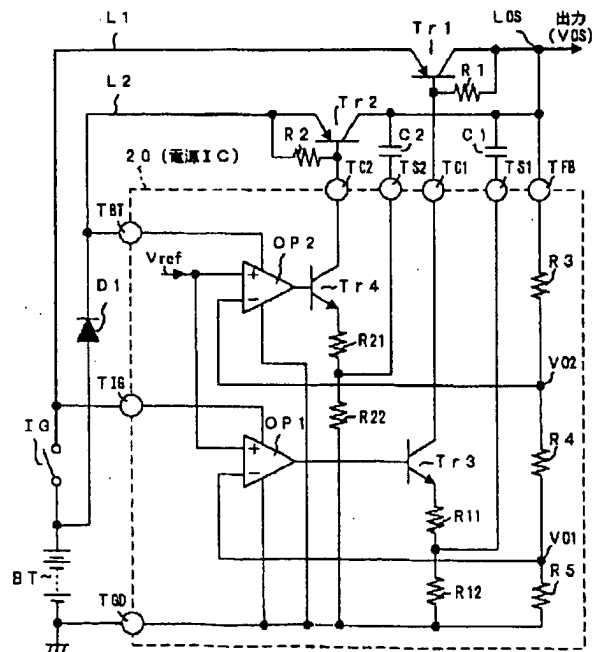 L1
Tr1
LOS
出力
(VOS)
R1
L2
Tr2
R2
C2
C1
20(電源IC)
TC2
TS2
TC1
TS1
TFB
TBT
Vref
OP2
Tr4
R3
D1
R21
VO2
TIG
R22
IG
OP1
Tr3
R4
R11
VO1
BT
R12
R5
TGD